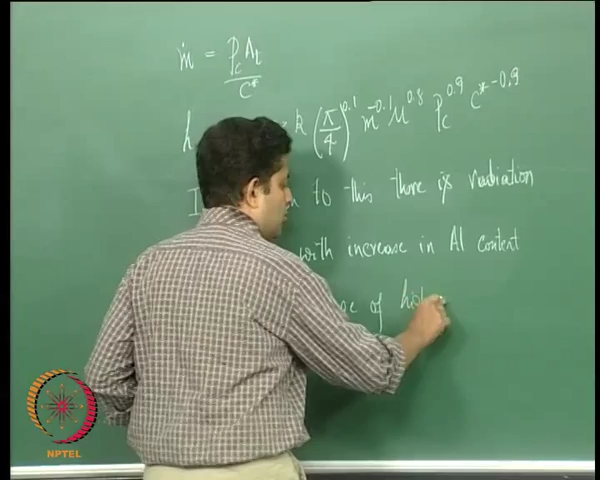 ṁ = p_c A_t / C*
h k (π/4)^0.1 ṁ^-0.1 μ^0.8 p_c^0.9 C*^-0.9
I to this there is radiation
with increase in Al content
of hig
NPTEL